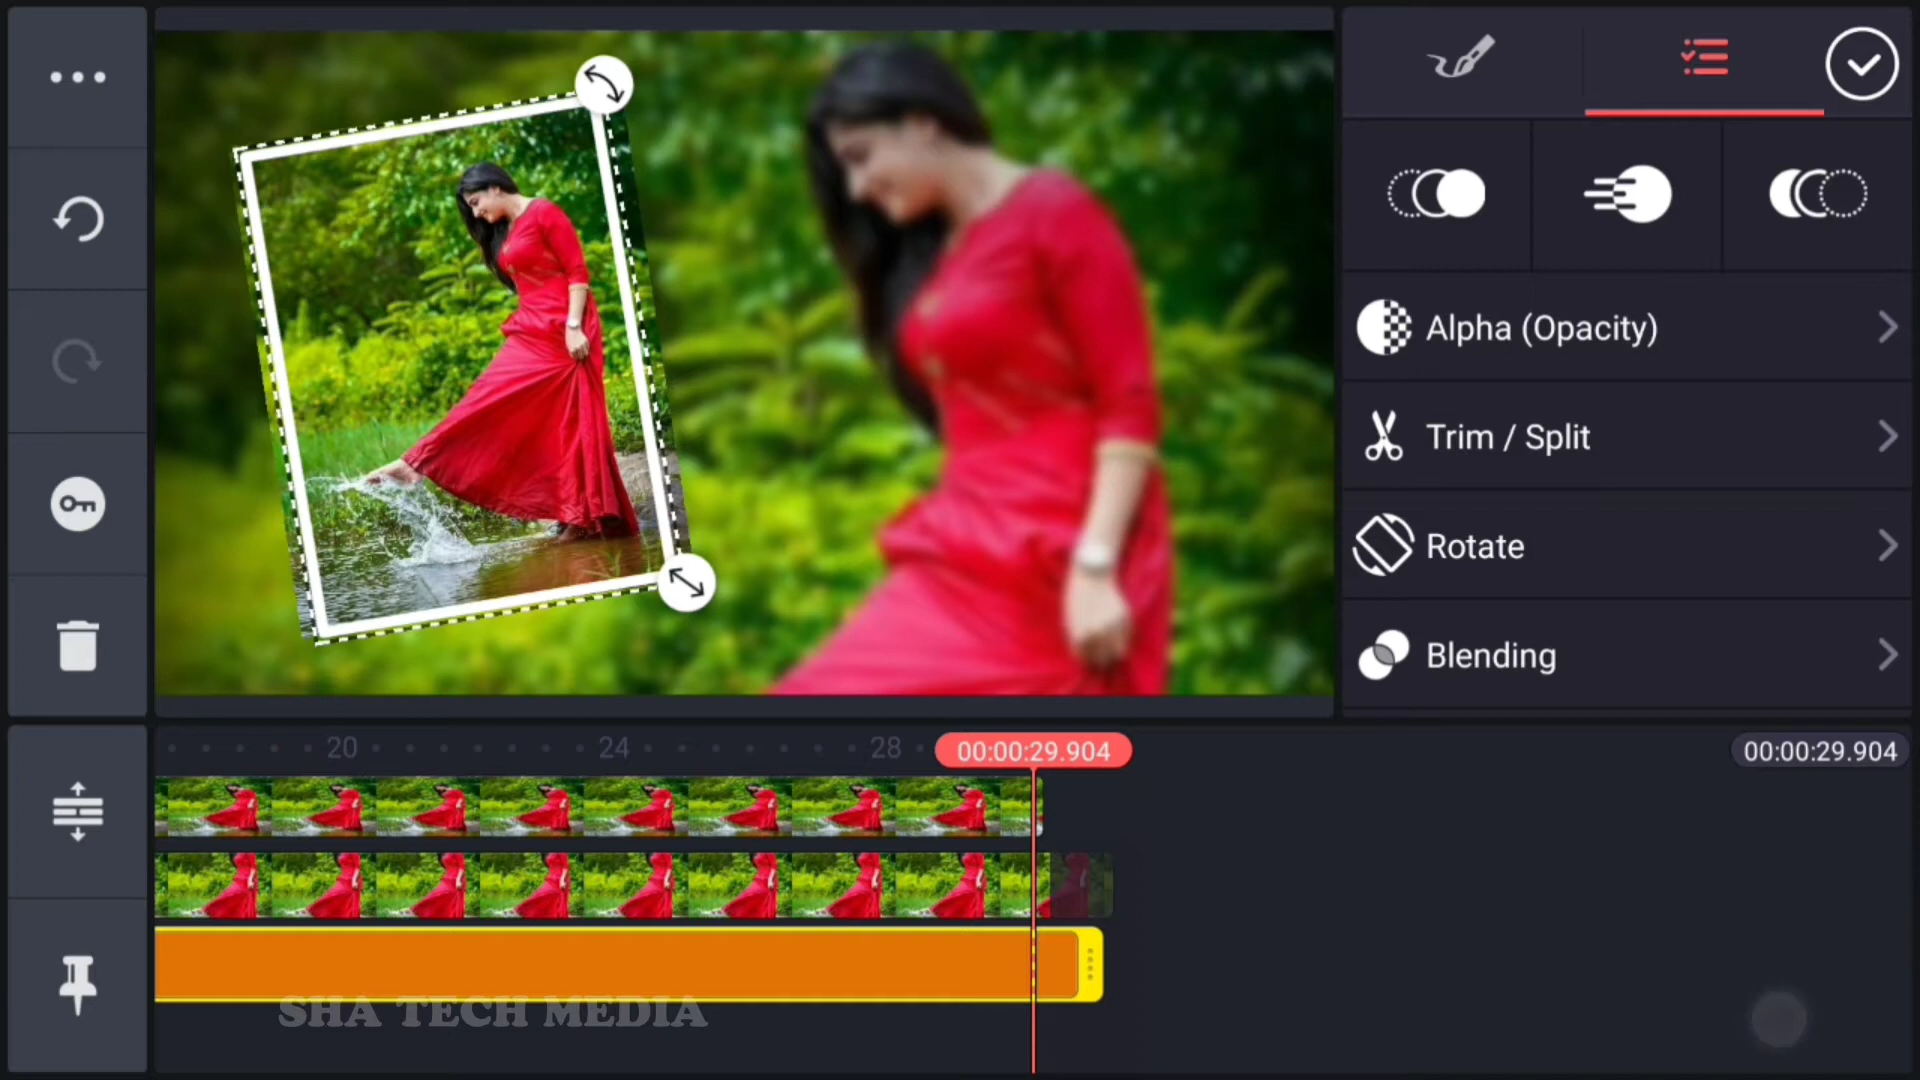 Alpha (Opacity)
Trim / Split
Rotate
Blending
20
24
28
00:00:29.904
00:00:29.904
SHA TECH MEDIA